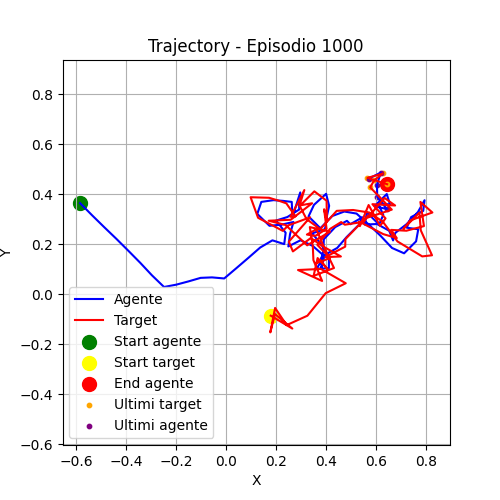 Trajectory - Episodio 1000
Y
0.8
0.6
0.4
0.2
0.0
−0.2
−0.4
−0.6
Agente
Target
Start agente
Start target
End agente
Ultimi target
Ultimi agente
−0.6 −0.4 −0.2 0.0 0.2 0.4 0.6 0.8
X